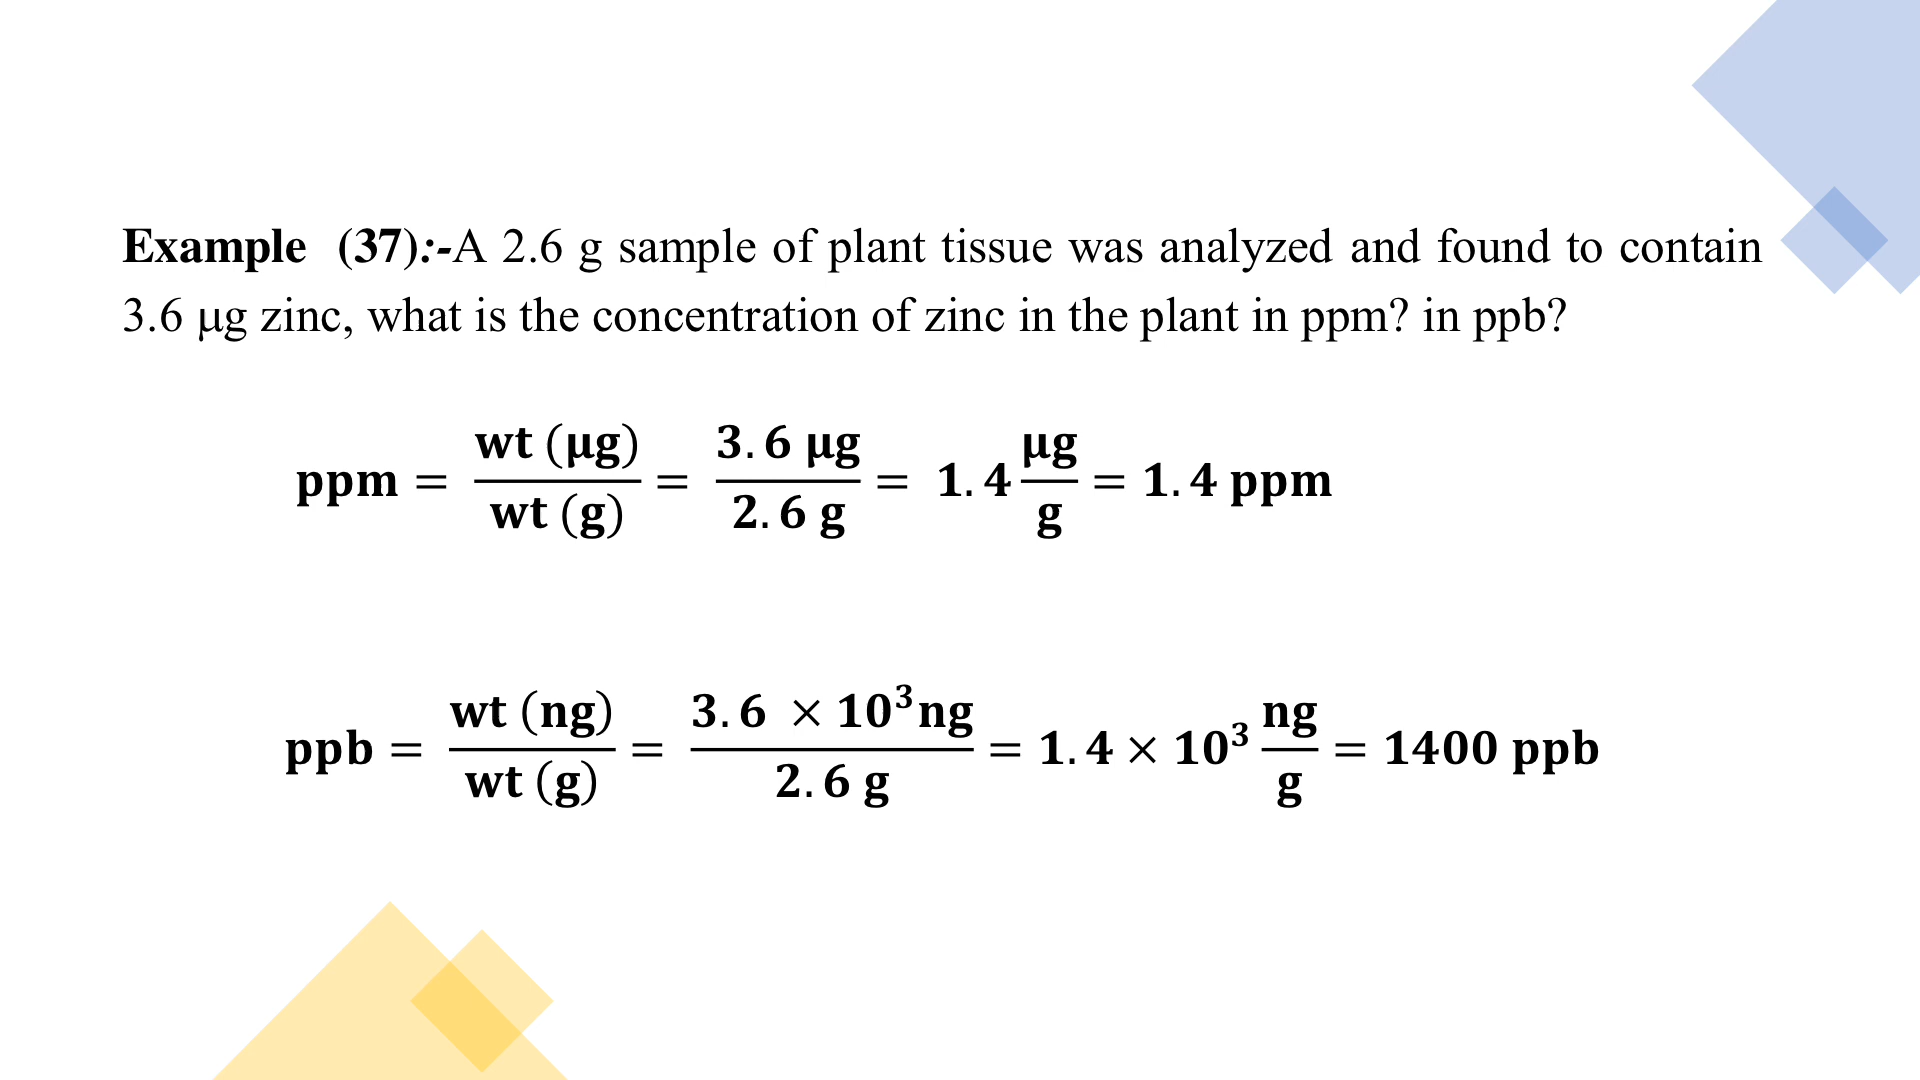 Example (37):-A 2.6 g sample of plant tissue was analyzed and found to contain
3.6 μg zinc, what is the concentration of zinc in the plant in ppm? in ppb?
ppm = wt (μg) / wt (g) = 3.6 μg / 2.6 g = 1.4 μg / g = 1.4 ppm
ppb = wt (ng) / wt (g) = 3.6 × 10³ng / 2.6 g = 1.4 × 10³ ng / g = 1400 ppb